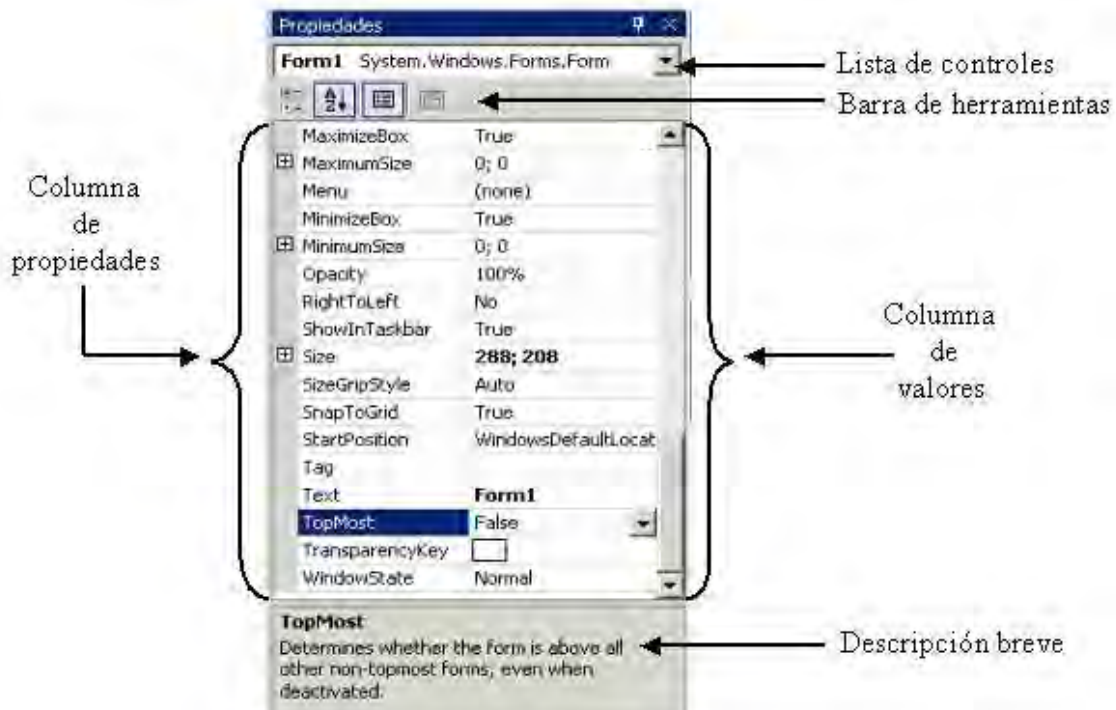 Propiedades
Form1 System.Windows.Forms.Form
Lista de controles
Barra de herramientas
Columna
de
propiedades
MaximizeBox True
MaximumSize 0; 0
Menu (none)
MinimizeBox True
MinimumSize 0; 0
Opacity 100%
RightToLeft No
ShowInTaskbar True
Size 288; 208
SizeGripStyle Auto
SnapToGrid True
StartPosition WindowsDefaultLocat
Tag
Text Form1
TopMost False
TransparencyKey
WindowState Normal
Columna
de
valores
TopMost
Determines whether the form is above all
other non-topmost forms, even when
deactivated.
Descripción breve